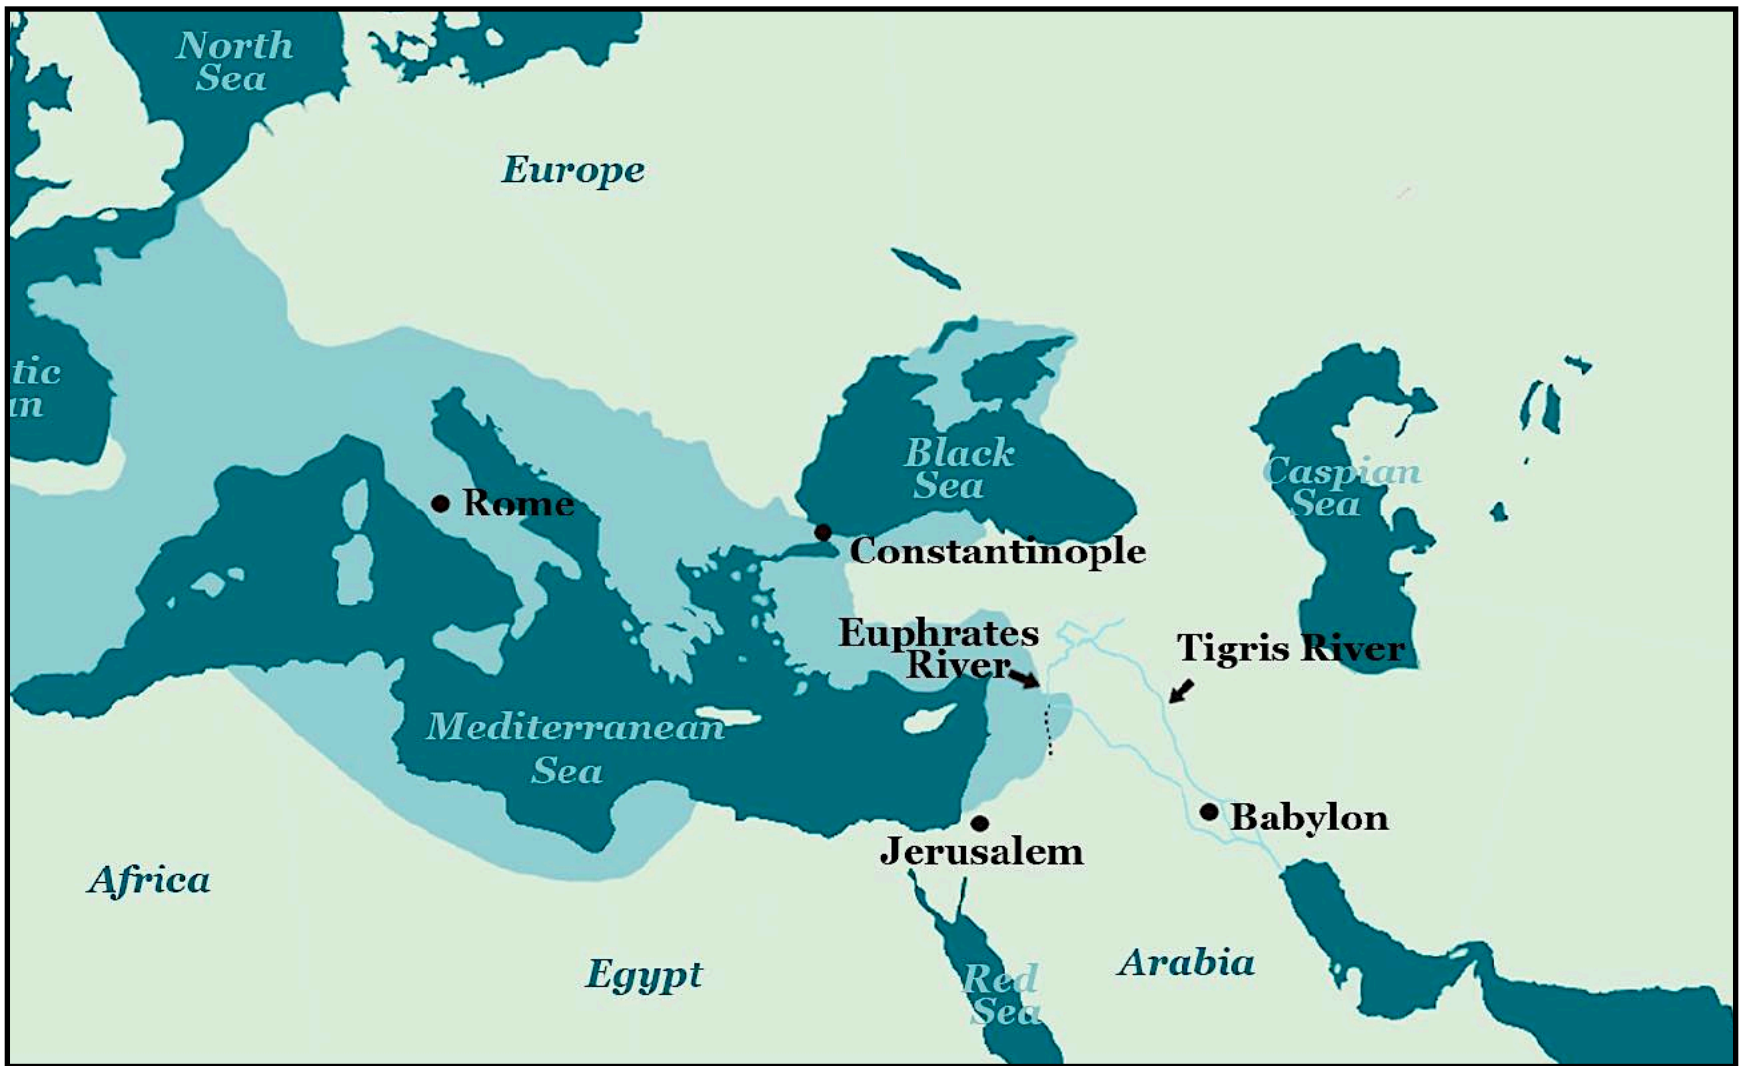 North
Sea
Europe
tic
an
Black
Sea
Caspian
Sea
Rome
Constantinople
Euphrates
River
Tigris River
Mediterranean
Sea
Babylon
Jerusalem
Africa
Egypt
Arabia
Red
Sea